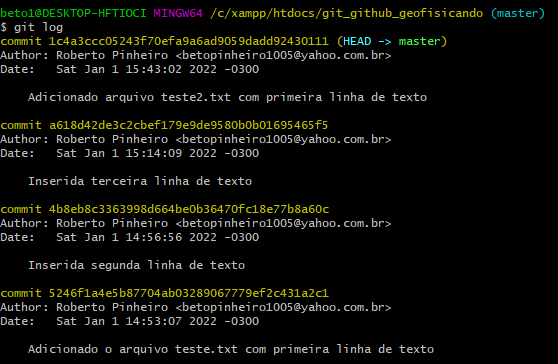 beto1@DESKTOP-HFTIOCI MINGW64 /c/xampp/htdocs/git_github_geofisicando (master)
$ git log
commit 1c4a3ccc05243f70efa9a6ad9059dadd92430111 (HEAD -> master)
Author: Roberto Pinheiro <betopinheiro1005@yahoo.com.br>
Date:   Sat Jan 1 15:43:02 2022 -0300
    Adicionado arquivo teste2.txt com primeira linha de texto
commit a618d42de3c2cbef179e9de9580b0b01695465f5
Author: Roberto Pinheiro <betopinheiro1005@yahoo.com.br>
Date:   Sat Jan 1 15:14:09 2022 -0300
    Inserida terceira linha de texto
commit 4b8eb8c3363998d664be0b36470fc18e77b8a60c
Author: Roberto Pinheiro <betopinheiro1005@yahoo.com.br>
Date:   Sat Jan 1 14:56:56 2022 -0300
    Inserida segunda linha de texto
commit 5246f1a4e5b87704ab03289067779ef2c431a2c1
Author: Roberto Pinheiro <betopinheiro1005@yahoo.com.br>
Date:   Sat Jan 1 14:53:07 2022 -0300
    Adicionado o arquivo teste.txt com primeira linha de texto